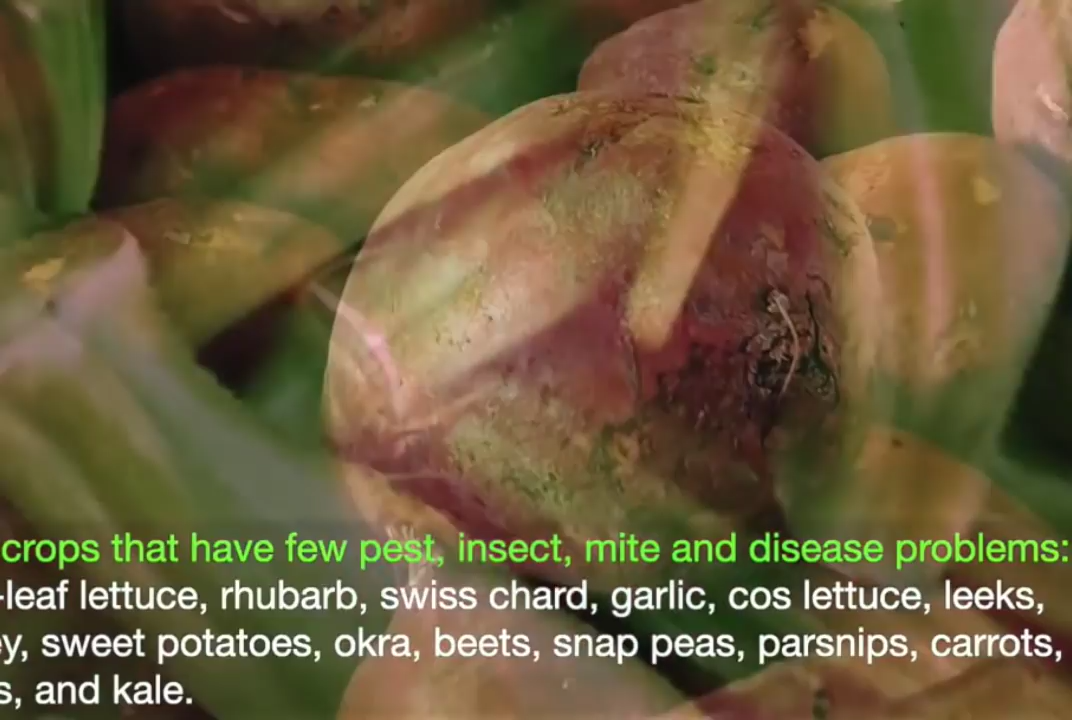 crops that have few pest, insect, mite and disease problems:
-leaf lettuce, rhubarb, swiss chard, garlic, cos lettuce, leeks,
ey, sweet potatoes, okra, beets, snap peas, parsnips, carrots,
s, and kale.